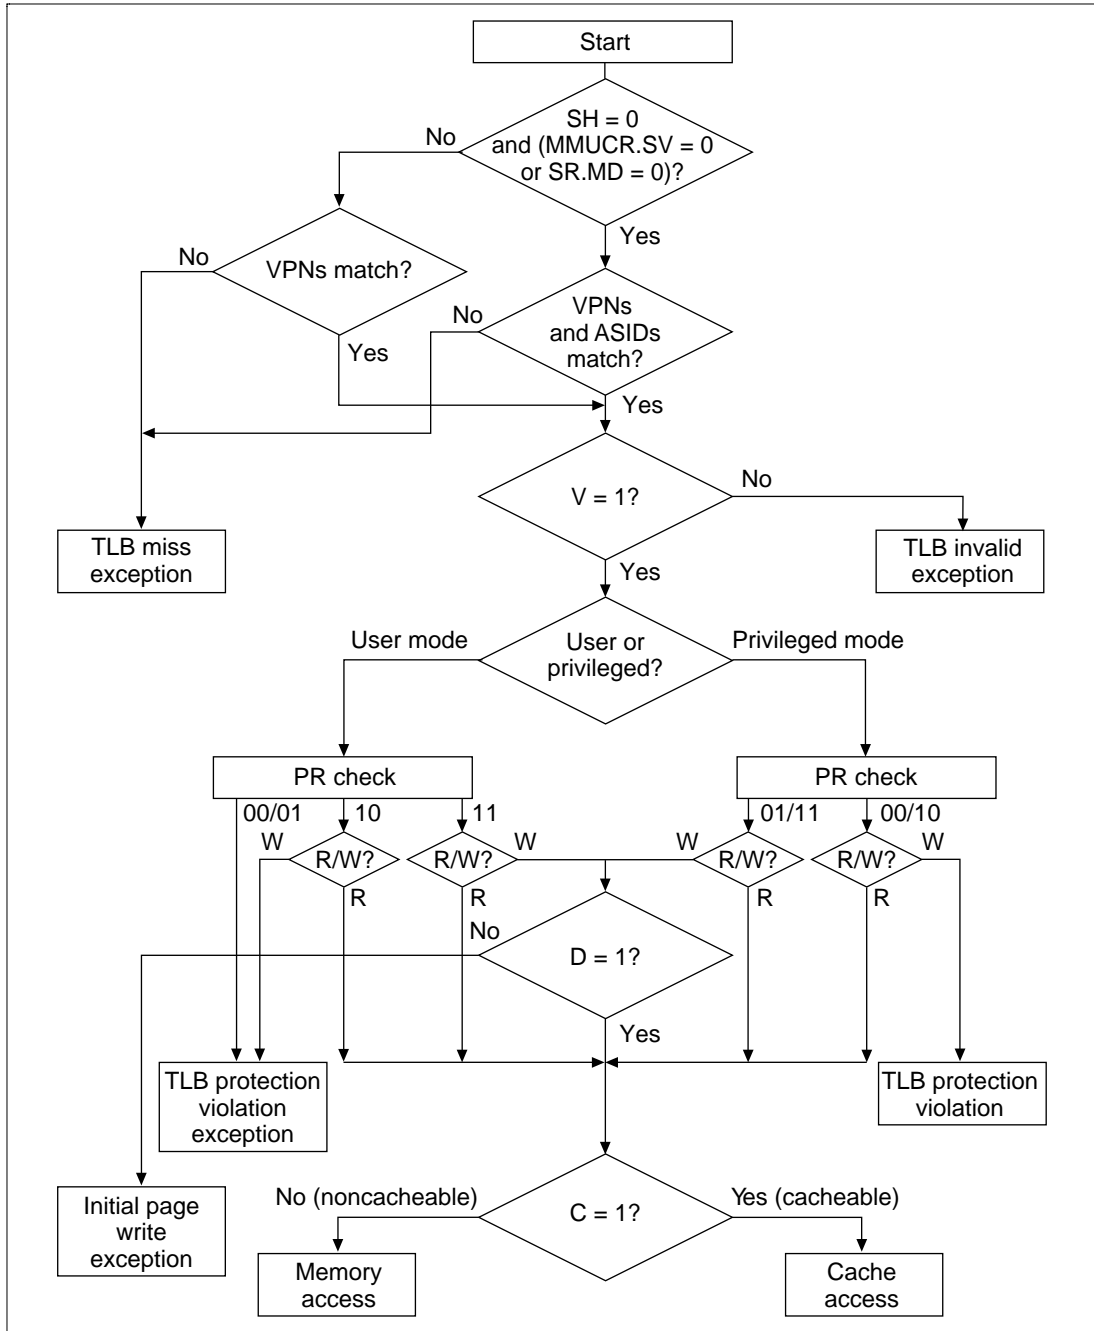 Start
SH = 0
and (MMUCR.SV = 0
or SR.MD = 0)?
No
Yes
No
VPNs match?
Yes
No
VPNs
and ASIDs
match?
Yes
V = 1?
No
TLB miss
exception
TLB invalid
exception
Yes
User mode
User or
privileged?
Privileged mode
PR check
PR check
00/01
10
11
01/11
00/10
W
R/W?
R/W?
W
W
R/W?
R/W?
W
R
R
R
R
No
D = 1?
Yes
TLB protection
violation
exception
TLB protection
violation
No (noncacheable)
C = 1?
Yes (cacheable)
Initial page
write
exception
Memory
access
Cache
access